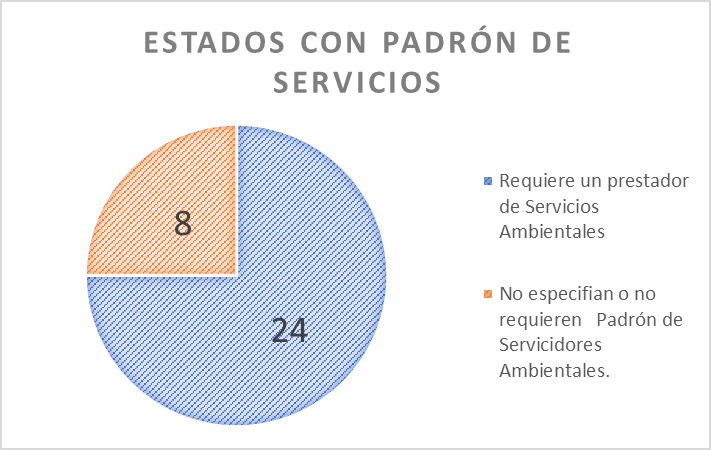 ESTADOS CON PADRÓN DE
SERVICIOS
8
24
Requiere un prestador
de Servicios
Ambientales
No especifian o no
requieren Padrón de
Servicidores
Ambientales.